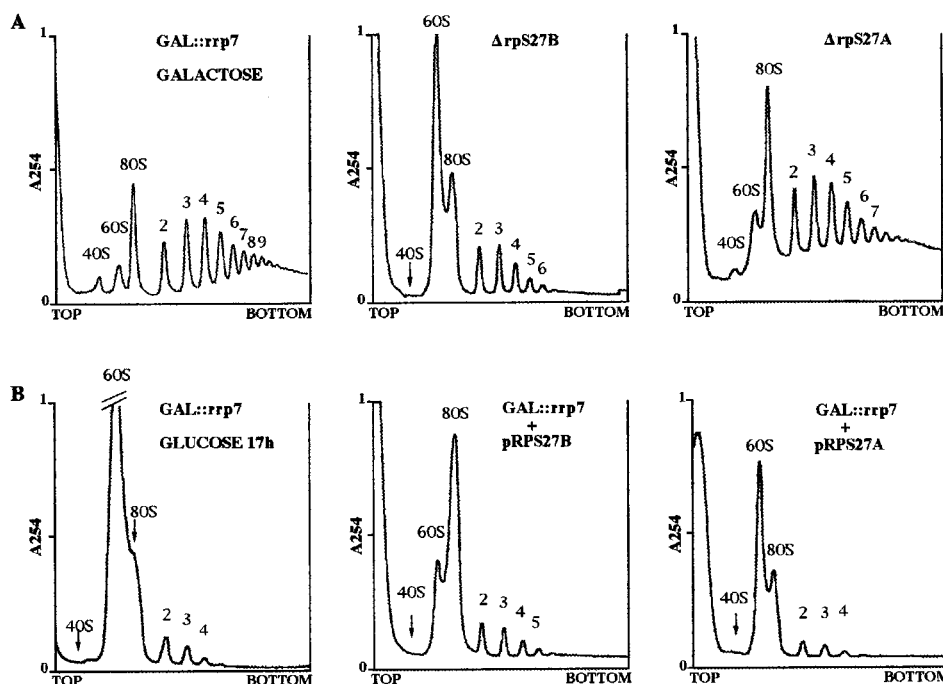 A
GAL::rrp7
GALACTOSE
1
A254
0
40S
60S
80S
2
3
4
5
6
7
8
9
TOP
BOTTOM
ΔrpS27B
1
A254
0
40S
60S
80S
2
3
4
5
6
TOP
BOTTOM
ΔrpS27A
1
A254
0
40S
60S
80S
2
3
4
5
6
7
TOP
BOTTOM
B
GAL::rrp7
GLUCOSE 17h
1
A254
0
40S
60S
80S
2
3
4
TOP
BOTTOM
GAL::rrp7
+
pRPS27B
1
A254
0
40S
60S
80S
2
3
4
5
TOP
BOTTOM
GAL::rrp7
+
pRPS27A
1
A254
0
40S
60S
80S
2
3
4
TOP
BOTTOM